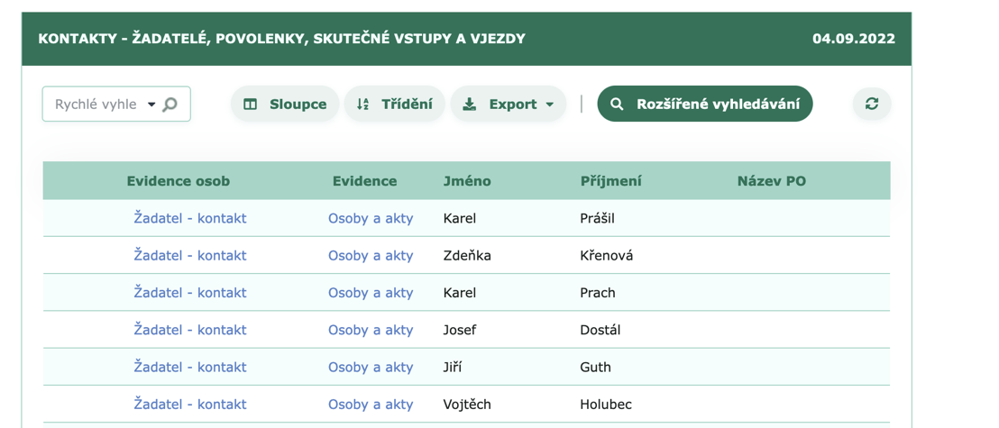 KONTAKTY - ŽADATELÉ, POVOLENKY, SKUTEČNÉ VSTUPY A VJEZDY 04.09.2022
Rychlé vyhle Sloupce Třídění Export Rozšířené vyhledávání
Evidence osob Evidence Jméno Příjmení Název PO
Žadatel - kontakt Osoby a akty Karel Prášil
Žadatel - kontakt Osoby a akty Zdeňka Křenová
Žadatel - kontakt Osoby a akty Karel Prach
Žadatel - kontakt Osoby a akty Josef Dostál
Žadatel - kontakt Osoby a akty Jiří Guth
Žadatel - kontakt Osoby a akty Vojtěch Holubec